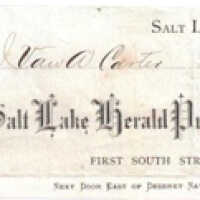 SALT L
Van A Carter
Salt Lake Herald Pu
FIRST SOUTH STR
NEXT DOOR EAST OF DESERET NA